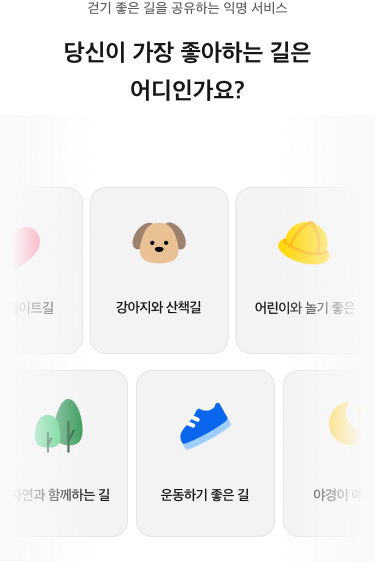 걷기 좋은 길을 공유하는 익명 서비스
당신이 가장 좋아하는 길은
어디인가요?
이트길
강아지와 산책길
어린이와 놀기 좋은
자연과 함께하는 길
운동하기 좋은 길
야경이